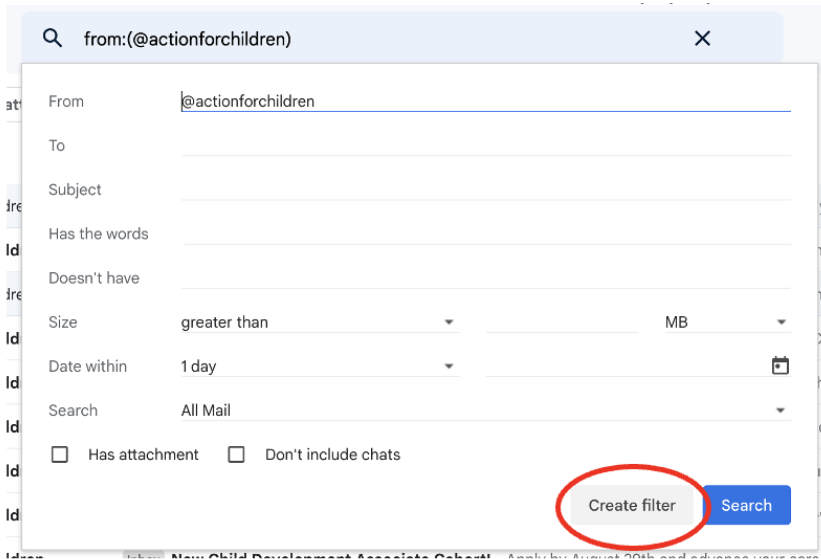 from:(@actionforchildren)
From @actionforchildren
To
Subject
Has the words
Doesn't have
Size greater than MB
Date within 1 day
Search All Mail
Has attachment Don't include chats
Create filter Search
Inbox New Child Development Associate Cohort! - Apply by August 29th and advance your